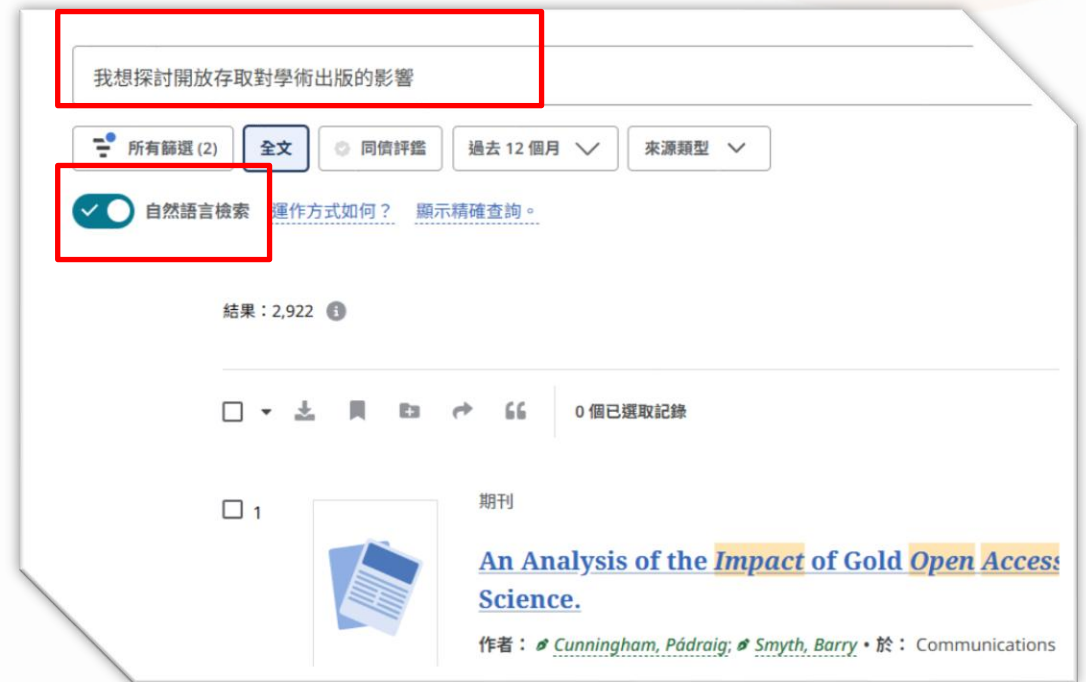 我想探討開放存取對學術出版的影響
所有篩選 (2) 全文 同儕評鑑 過去 12 個月 來源類型
自然語言檢索 運作方式如何？ 顯示精確查詢。
結果：2,922
0 個已選取記錄
1
期刊
An Analysis of the Impact of Gold Open Access
Science.
作者： Cunningham, Pádraig; Smyth, Barry • 於： Communications